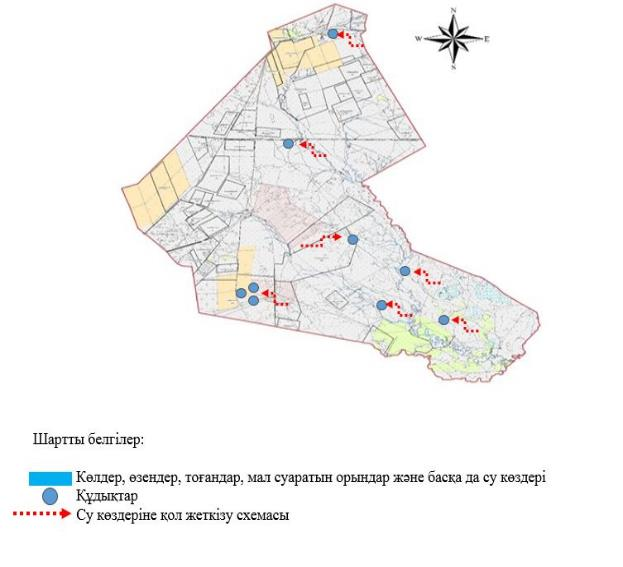 N
W E
S
Шартты белгілер:
Көлдер, өзендер, тоғандар, мал суаратын орындар және басқа да су көздері
Құдықтар
Су көздеріне қол жеткізу схемасы